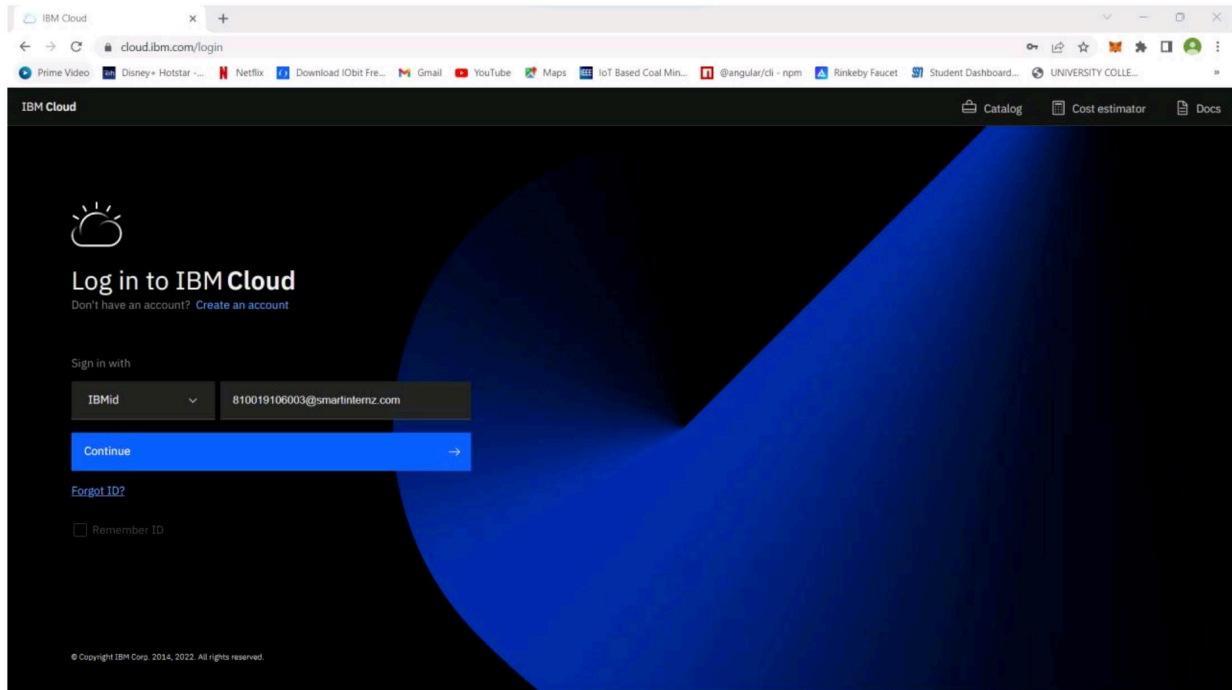 IBM Cloud
cloud.ibm.com/login
Prime Video Disney+ Hotstar -... Netflix Download IObit Fre... Gmail YouTube Maps IoT Based Coal Min... @angular/cli - npm Rinkeby Faucet Student Dashboard... UNIVERSITY COLLE...
IBM Cloud Catalog Cost estimator Docs
Log in to IBM Cloud
Don't have an account? Create an account
Sign in with
IBMid 810019106003@smartinternz.com
Continue
Forgot ID?
Remember ID
© Copyright IBM Corp. 2014, 2022. All rights reserved.